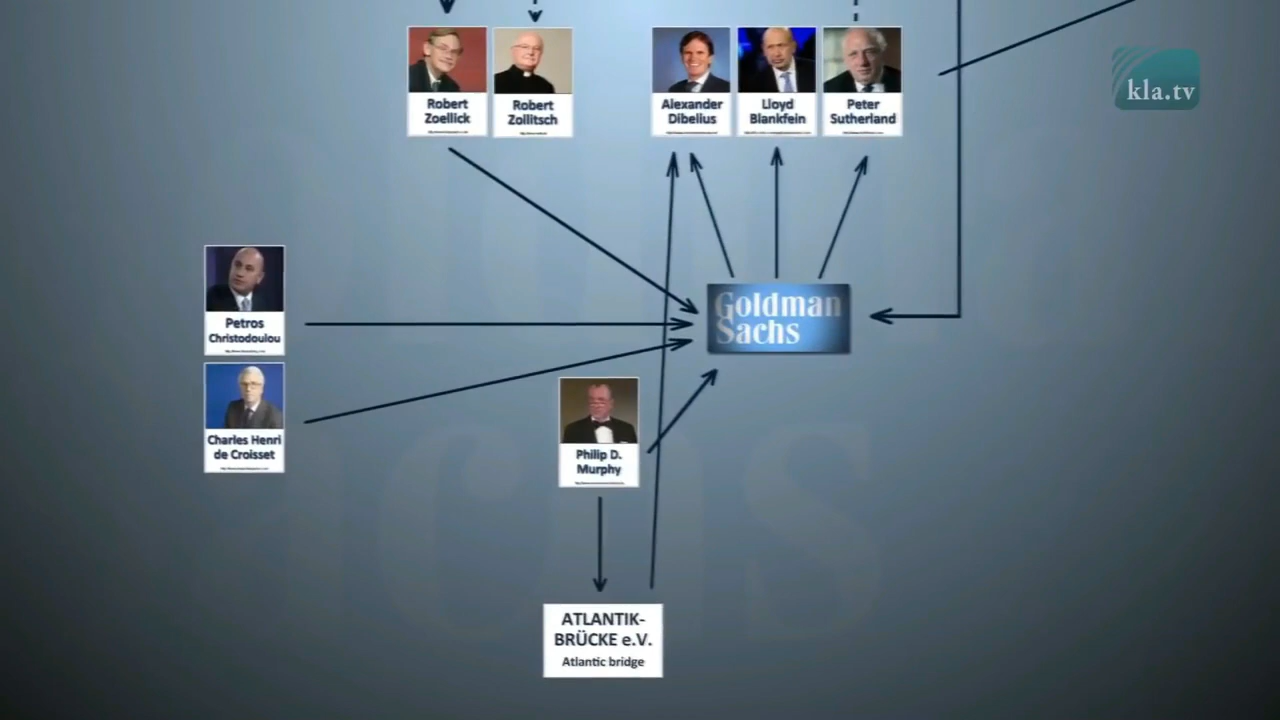 kla.tv
Robert
Zoellick
Robert
Zollitsch
Alexander
Dibelius
Lloyd
Blankfein
Peter
Sutherland
Goldman
Sachs
Petros
Christodoulou
Charles Henri
de Croisset
Philip D.
Murphy
ATLANTIK-
BRÜCKE e.V.
Atlantic bridge